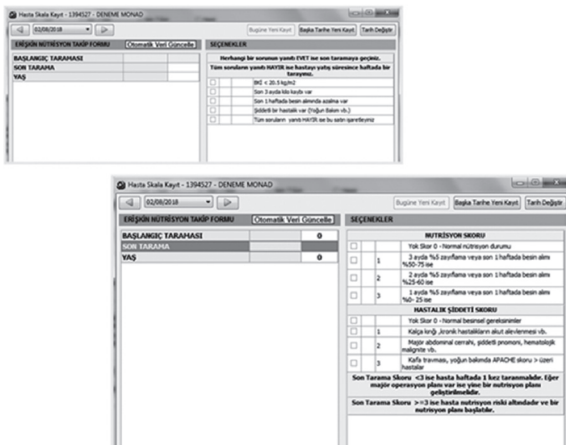 Hasta Skala Kayıt - 1394527 - DENEME MONAD
02/08/2018
Bugüne Yeni Kayıt
Başka Tarihe Yeni Kayıt
Tarih Değiştir
ERİŞKİN NÜTRİSYON TAKİP FORMU
Otomatik Veri Güncelle
SEÇENEKLER
BAŞLANGIÇ TARAMASI
SON TARAMA
YAŞ
Herhangi bir sorunun yanıtı EVET ise son taramaya geçiniz.
Tüm soruların yanıtı HAYIR ise hastayı yatış süresince haftada bir
tarayınız.
BKİ < 20.5 kg/m2
Son 3 ayda kilo kaybı var
Son 1 haftada besin alımında azalma var
Şiddetli bir hastalık var (Yoğun Bakım vb.)
Tüm soruların yanıtı HAYIR ise bu satırı işaretleyiniz
Hasta Skala Kayıt - 1394527 - DENEME MONAD
02/08/2018
Bugüne Yeni Kayıt
Başka Tarihe Yeni Kayıt
Tarih Değiştir
ERİŞKİN NÜTRİSYON TAKİP FORMU
Otomatik Veri Güncelle
SEÇENEKLER
BAŞLANGIÇ TARAMASI 0
SON TARAMA
YAŞ 0
NUTRİSYON SKORU
Yok Skor 0 - Normal nütrisyon durumu
1 3 ayda %5 zayıflama veya son 1 haftada besin alımı
%50-75 ise
2 2 ayda %5 zayıflama veya son 1 haftada besin alımı
%25-60 ise
3 1 ayda %5 zayıflama veya son 1 haftada besin alımı
%0- 25 ise
HASTALIK ŞİDDETİ SKORU
Yok Skor 0 - Normal besinsel gereksinimler
1 Kalça kırığı ,kronik hastalıkların akut alevlenmesi vb.
2 Majör abdominal cerrahi, şiddetli pnomoni, hematolojik
malignite vb.
3 Kafa travması, yoğun bakımda APACHE skoru > üzeri
hastalar
Son Tarama Skoru <3 ise hasta haftada 1 kez taranmalıdır. Eğer
majör operasyon planı var ise yine bir nutrisyon planı
geliştirilmelidir.
Son Tarama Skoru >=3 ise hasta nutrisyon riski altındadır ve bir
nutrisyon planı başlatılır.